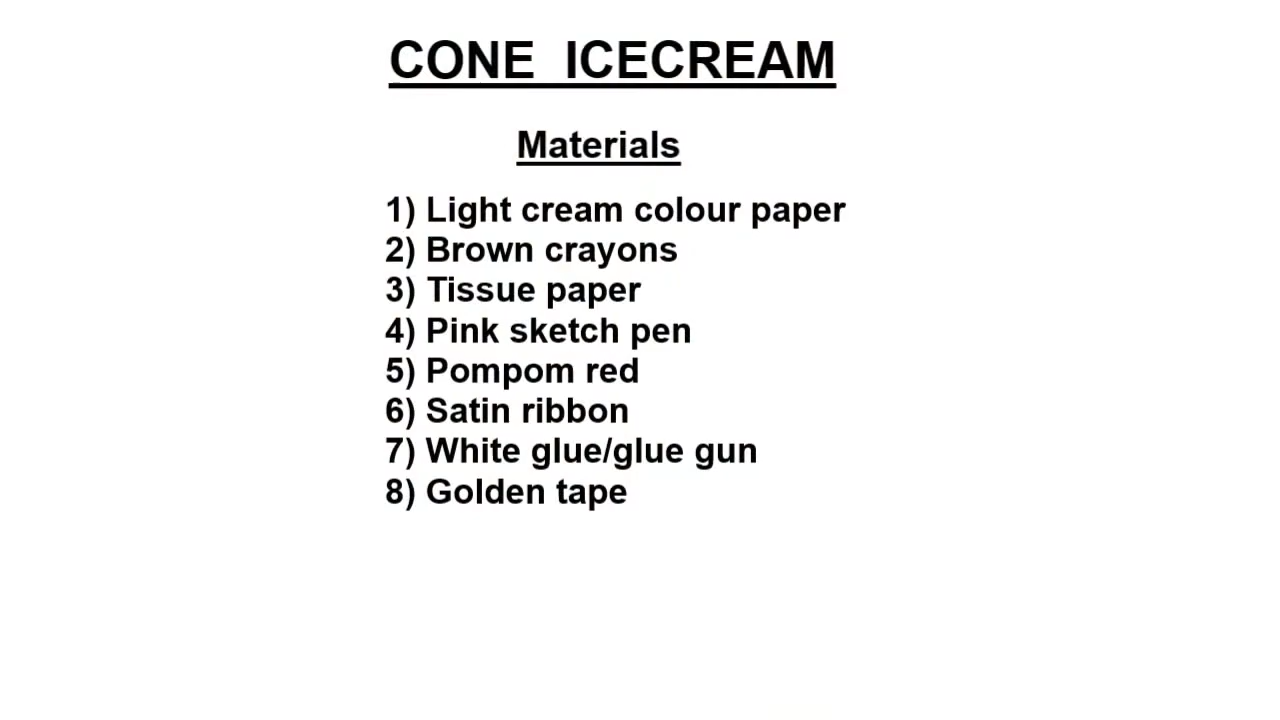 CONE ICECREAM
Materials
1) Light cream colour paper
2) Brown crayons
3) Tissue paper
4) Pink sketch pen
5) Pompom red
6) Satin ribbon
7) White glue/glue gun
8) Golden tape